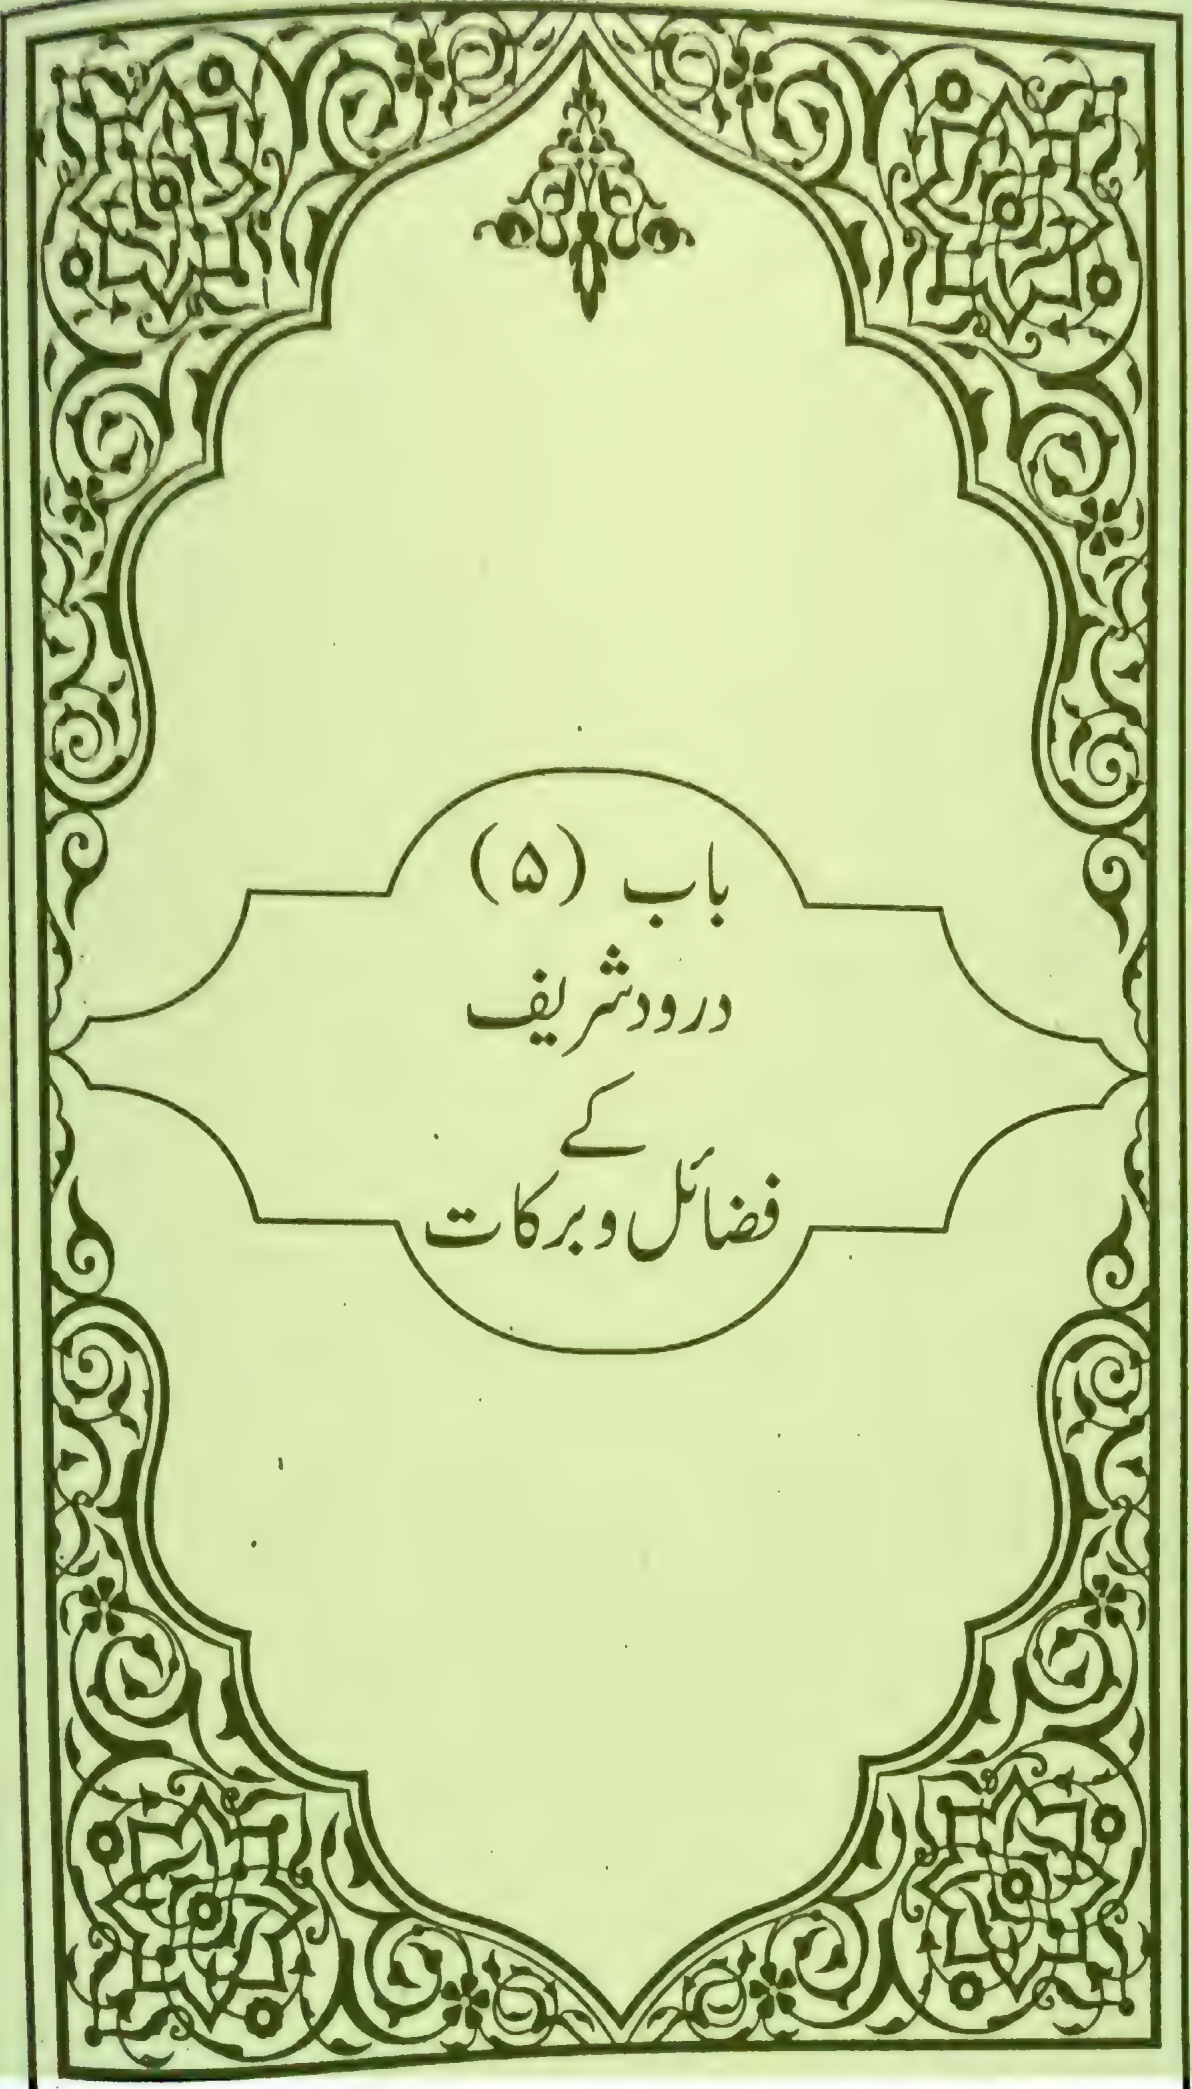 باب (۵)
درود شریف
کے
فضائل و برکات